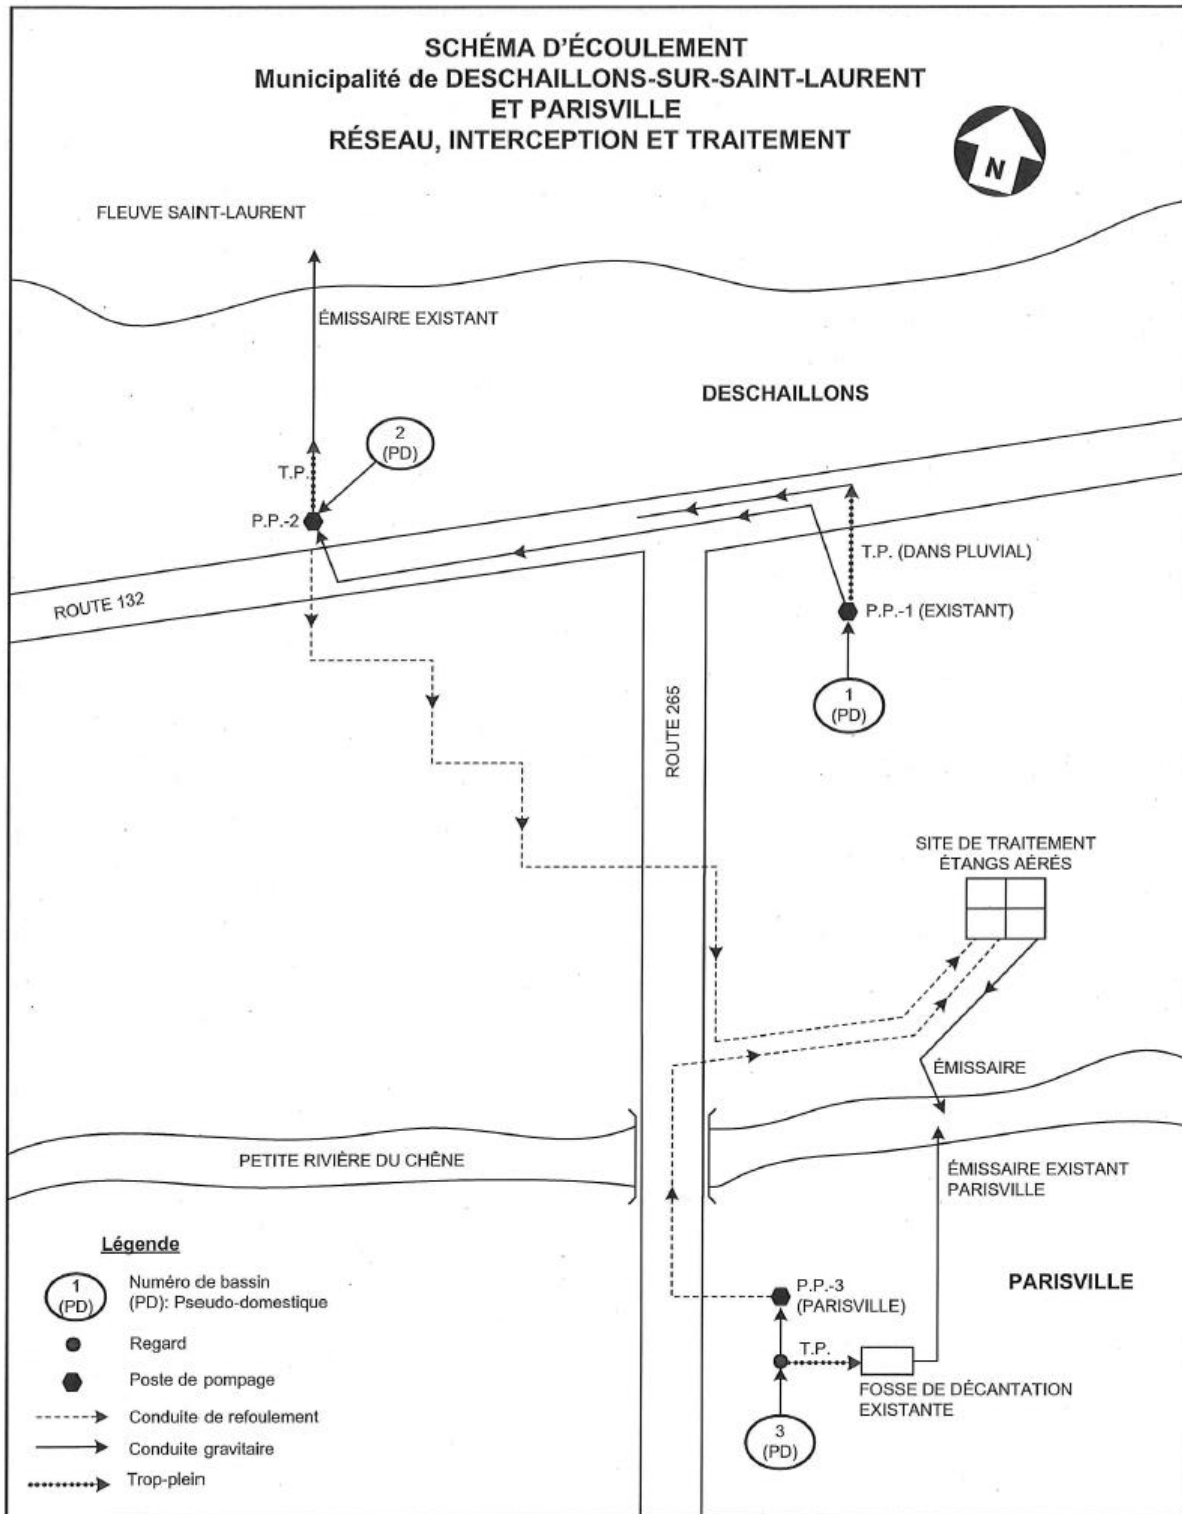 SCHÉMA D'ÉCOULEMENT
Municipalité de DESCHAILLONS-SUR-SAINT-LAURENT
ET PARISVILLE
RÉSEAU, INTERCEPTION ET TRAITEMENT
N
FLEUVE SAINT-LAURENT
ÉMISSAIRE EXISTANT
DESCHAILLONS
2
(PD)
T.P.
P.P.-2
T.P. (DANS PLUVIAL)
ROUTE 132
P.P.-1 (EXISTANT)
1
(PD)
ROUTE 265
SITE DE TRAITEMENT
ÉTANGS AÉRÉS
ÉMISSAIRE
PETITE RIVIÈRE DU CHÊNE
ÉMISSAIRE EXISTANT
PARISVILLE
PARISVILLE
P.P.-3
(PARISVILLE)
T.P.
FOSSE DE DÉCANTATION
EXISTANTE
3
(PD)
Légende
1
(PD)
Numéro de bassin
(PD): Pseudo-domestique
Regard
Poste de pompage
Conduite de refoulement
Conduite gravitaire
Trop-plein